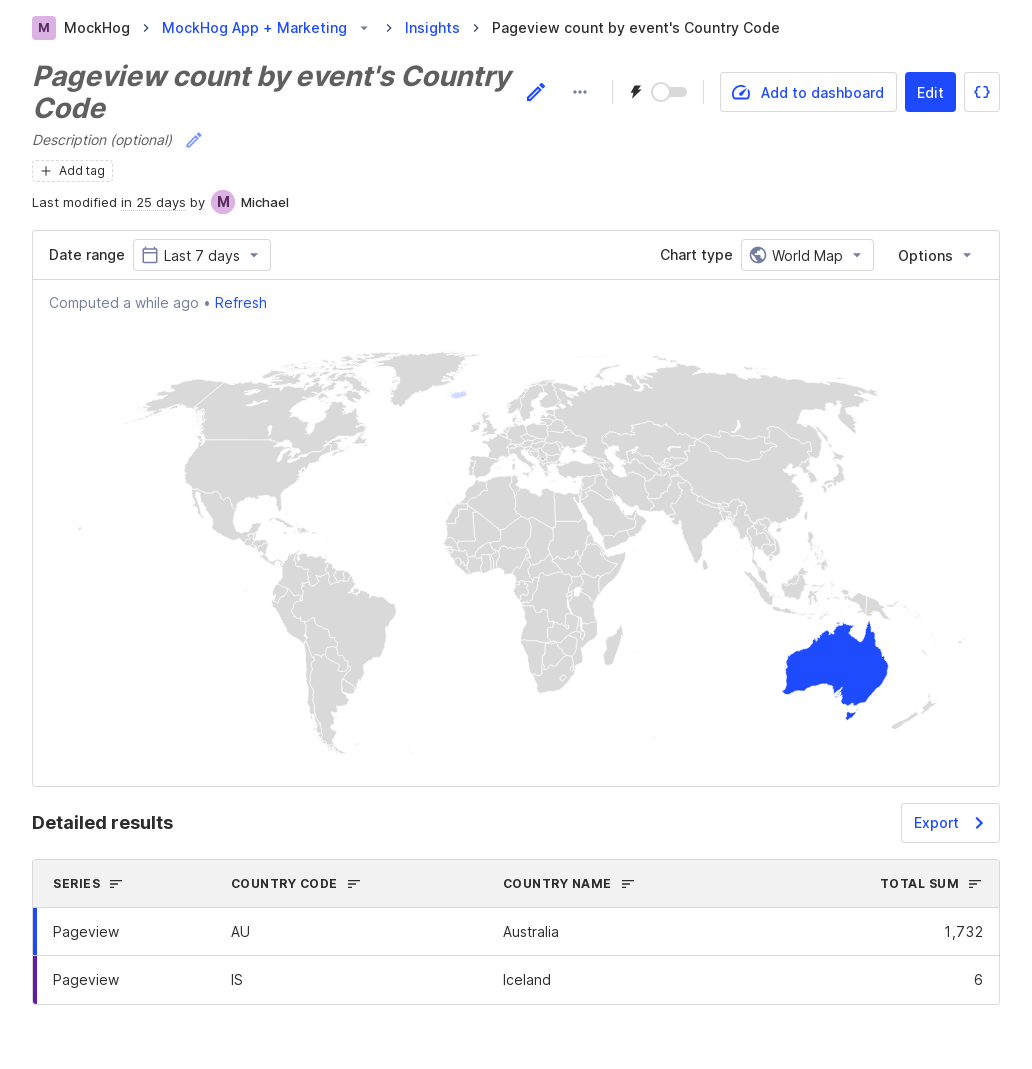 M MockHog MockHog App + Marketing Insights Pageview count by event's Country Code
Pageview count by event's Country
Code
Add to dashboard Edit
Description (optional)
Add tag
Last modified in 25 days by M Michael
Date range Last 7 days Chart type World Map Options
Computed a while ago • Refresh
Detailed results Export
SERIES COUNTRY CODE COUNTRY NAME TOTAL SUM
Pageview AU Australia 1,732
Pageview IS Iceland 6